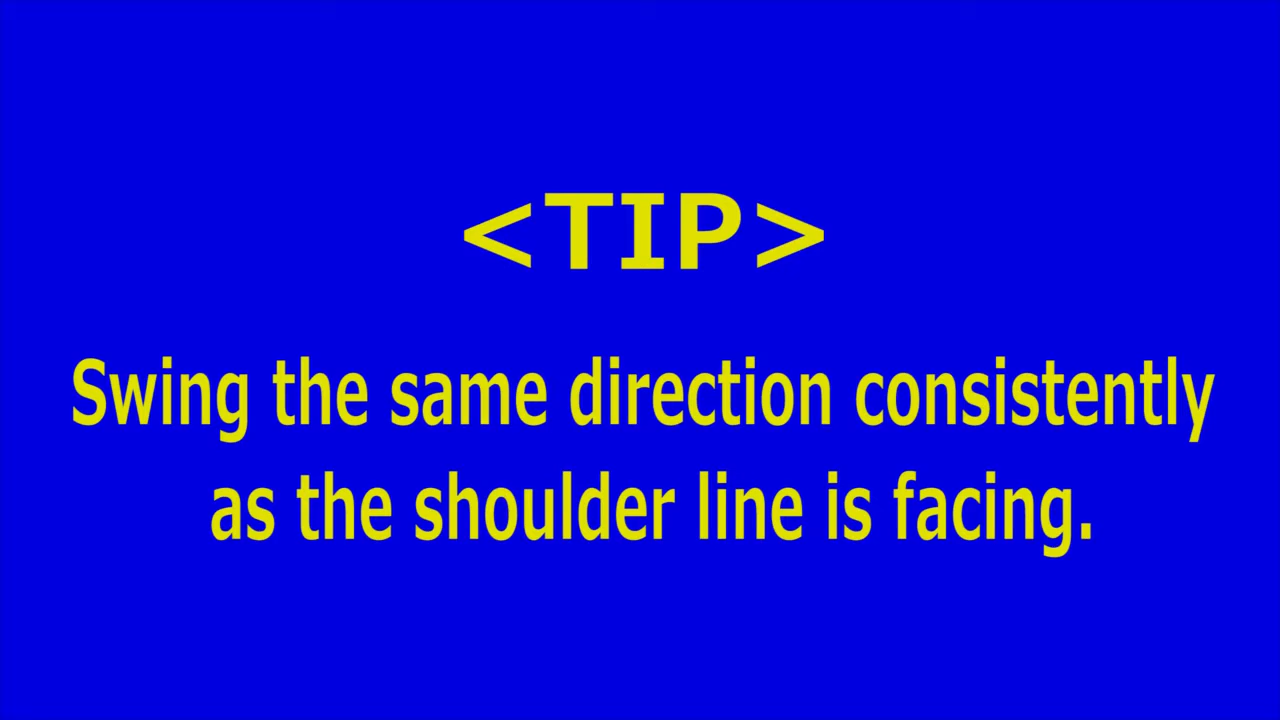 <TIP>
Swing the same direction consistently
as the shoulder line is facing.